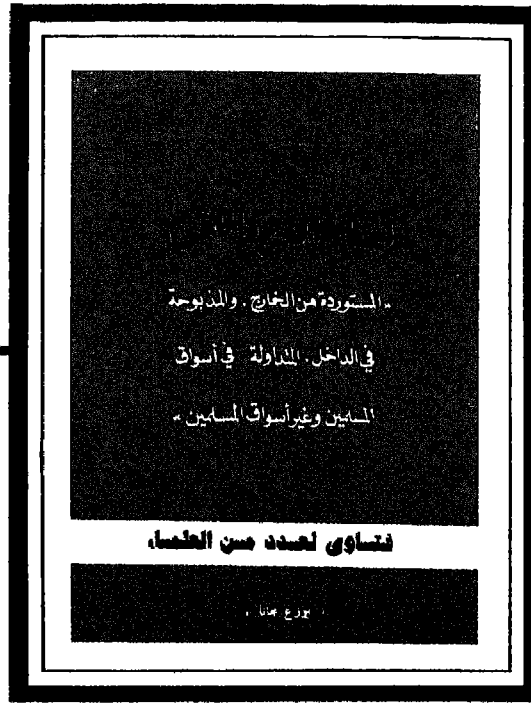 « المستوردة من الخارج . والمذبوحة
في الداخل . المتداولة في أسواق
المسلمين وغير أسواق المسلمين »
فتاوى لعدد من العلماء
« يوزع مجانا »